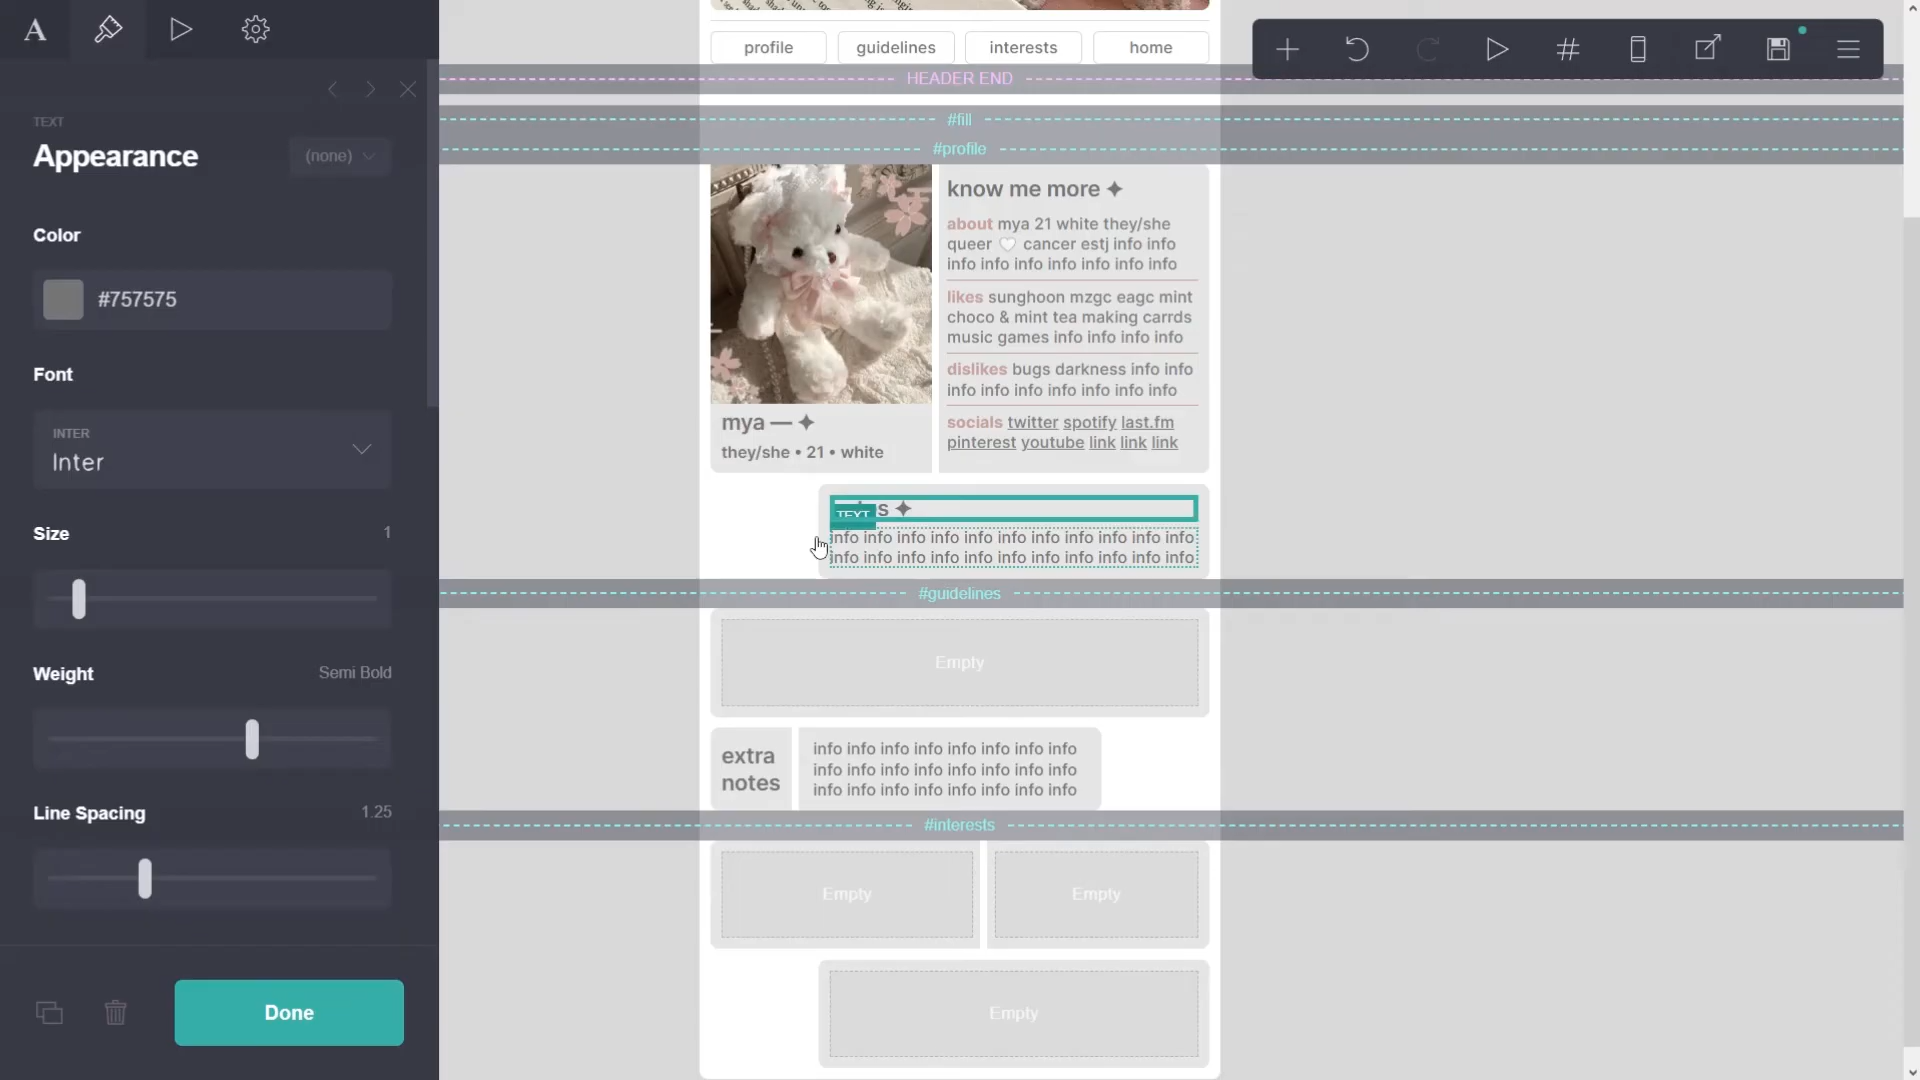 A
TEXT
Appearance
(none)
Color
#757575
Font
INTER
Inter
Size
1
Weight
Semi Bold
Line Spacing
1.25
Done
profile
guidelines
interests
home
HEADER END
#fill
#profile
mya — ✦
they/she • 21 • white
know me more ✦
about mya 21 white they/she
queer 🤍 cancer estj info info
info info info info info info info
likes sunghoon mzgc eagc mint
choco & mint tea making carrds
music games info info info info
dislikes bugs darkness info info
info info info info info info info
socials twitter spotify last.fm
pinterest youtube link link link
TEXT
✦
info info info info info info info info info info info
info info info info info info info info info info info
#guidelines
Empty
extra
notes
info info info info info info info info
info info info info info info info info
info info info info info info info info
#interests
Empty
Empty
Empty